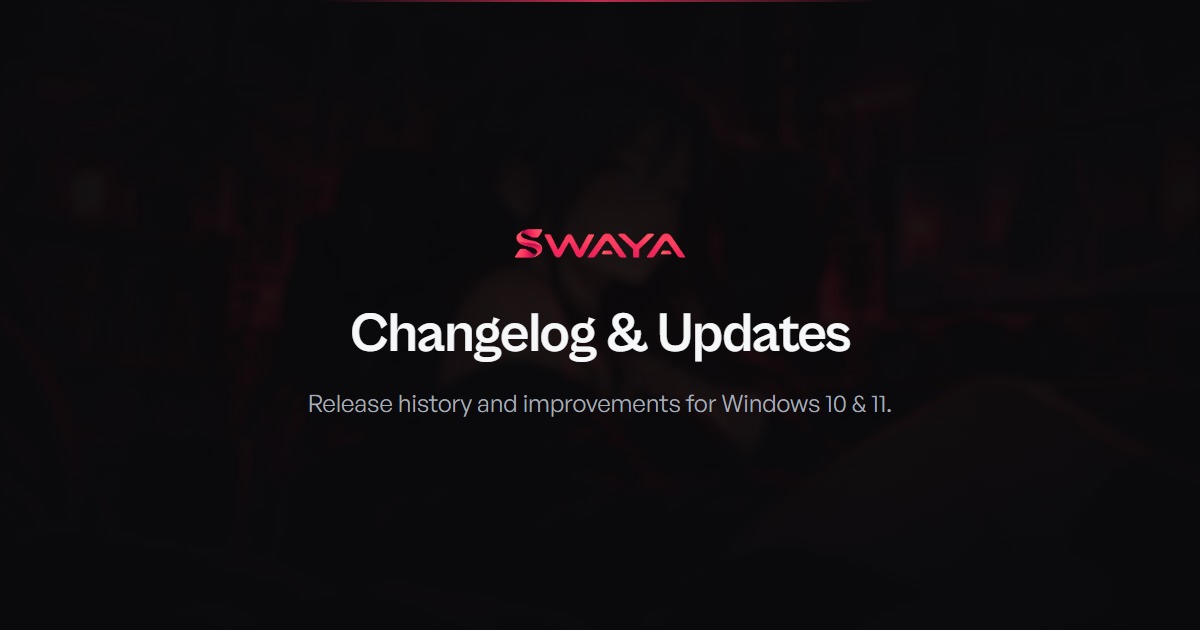 SWAYA
Changelog & Updates
Release history and improvements for Windows 10 & 11.